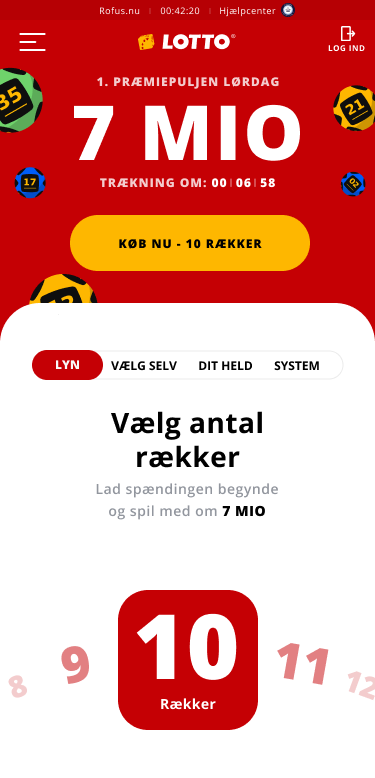 Rofus.nu | 00:42:20 | Hjælpcenter
LOTTO®
LOG IND
35
1. PRÆMIEPULJEN LØRDAG
21
7 MIO
17
TRÆKNING OM: 00 | 06 | 58
02
KØB NU - 10 RÆKKER
LYN
VÆLG SELV
DIT HELD
SYSTEM
Vælg antal
rækker
Lad spændingen begynde
og spil med om 7 MIO
8
9
10
11
12
Rækker